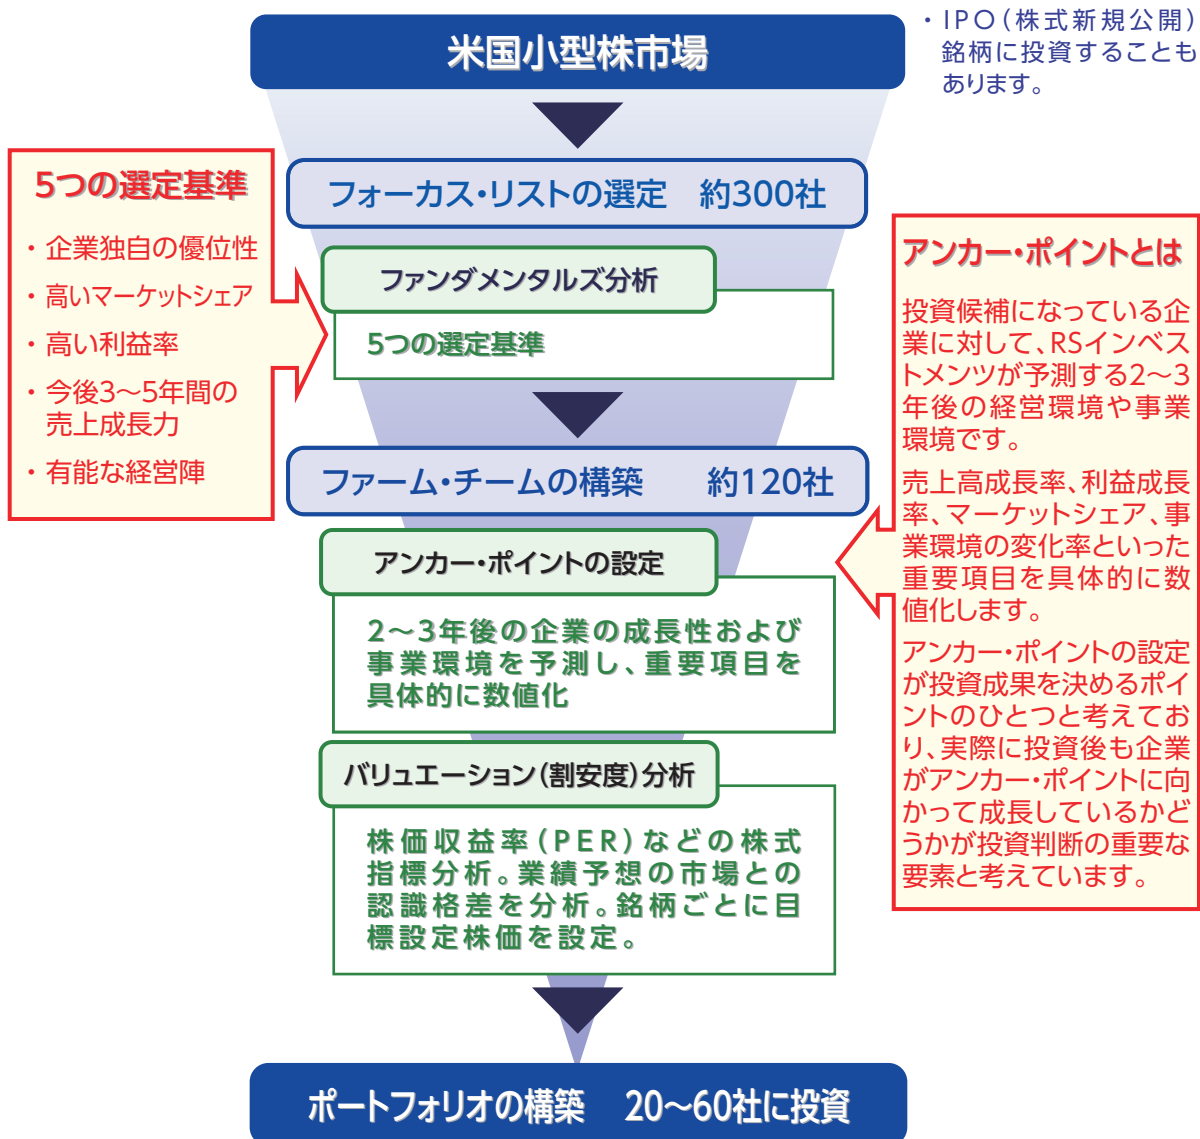 米国小型株市場
・IPO(株式新規公開)
銘柄に投資することも
あります。
フォーカス・リストの選定　約300社
5つの選定基準
・企業独自の優位性
・高いマーケットシェア
・高い利益率
・今後3〜5年間の
売上成長力
・有能な経営陣
ファンダメンタルズ分析
5つの選定基準
ファーム・チームの構築　約120社
アンカー・ポイントの設定
2〜3年後の企業の成長性および
事業環境を予測し、重要項目を
具体的に数値化
アンカー・ポイントとは
投資候補になっている企
業に対して、RSインベス
トメンツが予測する2〜3
年後の経営環境や事業
環境です。
売上高成長率、利益成長
率、マーケットシェア、事
業環境の変化率といった
重要項目を具体的に数
値化します。
アンカー・ポイントの設定
が投資成果を決めるポイ
ントのひとつと考えてお
り、実際に投資後も企業
がアンカー・ポイントに向
かって成長しているかど
うかが投資判断の重要な
要素と考えています。
バリュエーション(割安度)分析
株価収益率(PER)などの株式
指標分析。業績予想の市場との
認識格差を分析。銘柄ごとに目
標設定株価を設定。
ポートフォリオの構築　20〜60社に投資